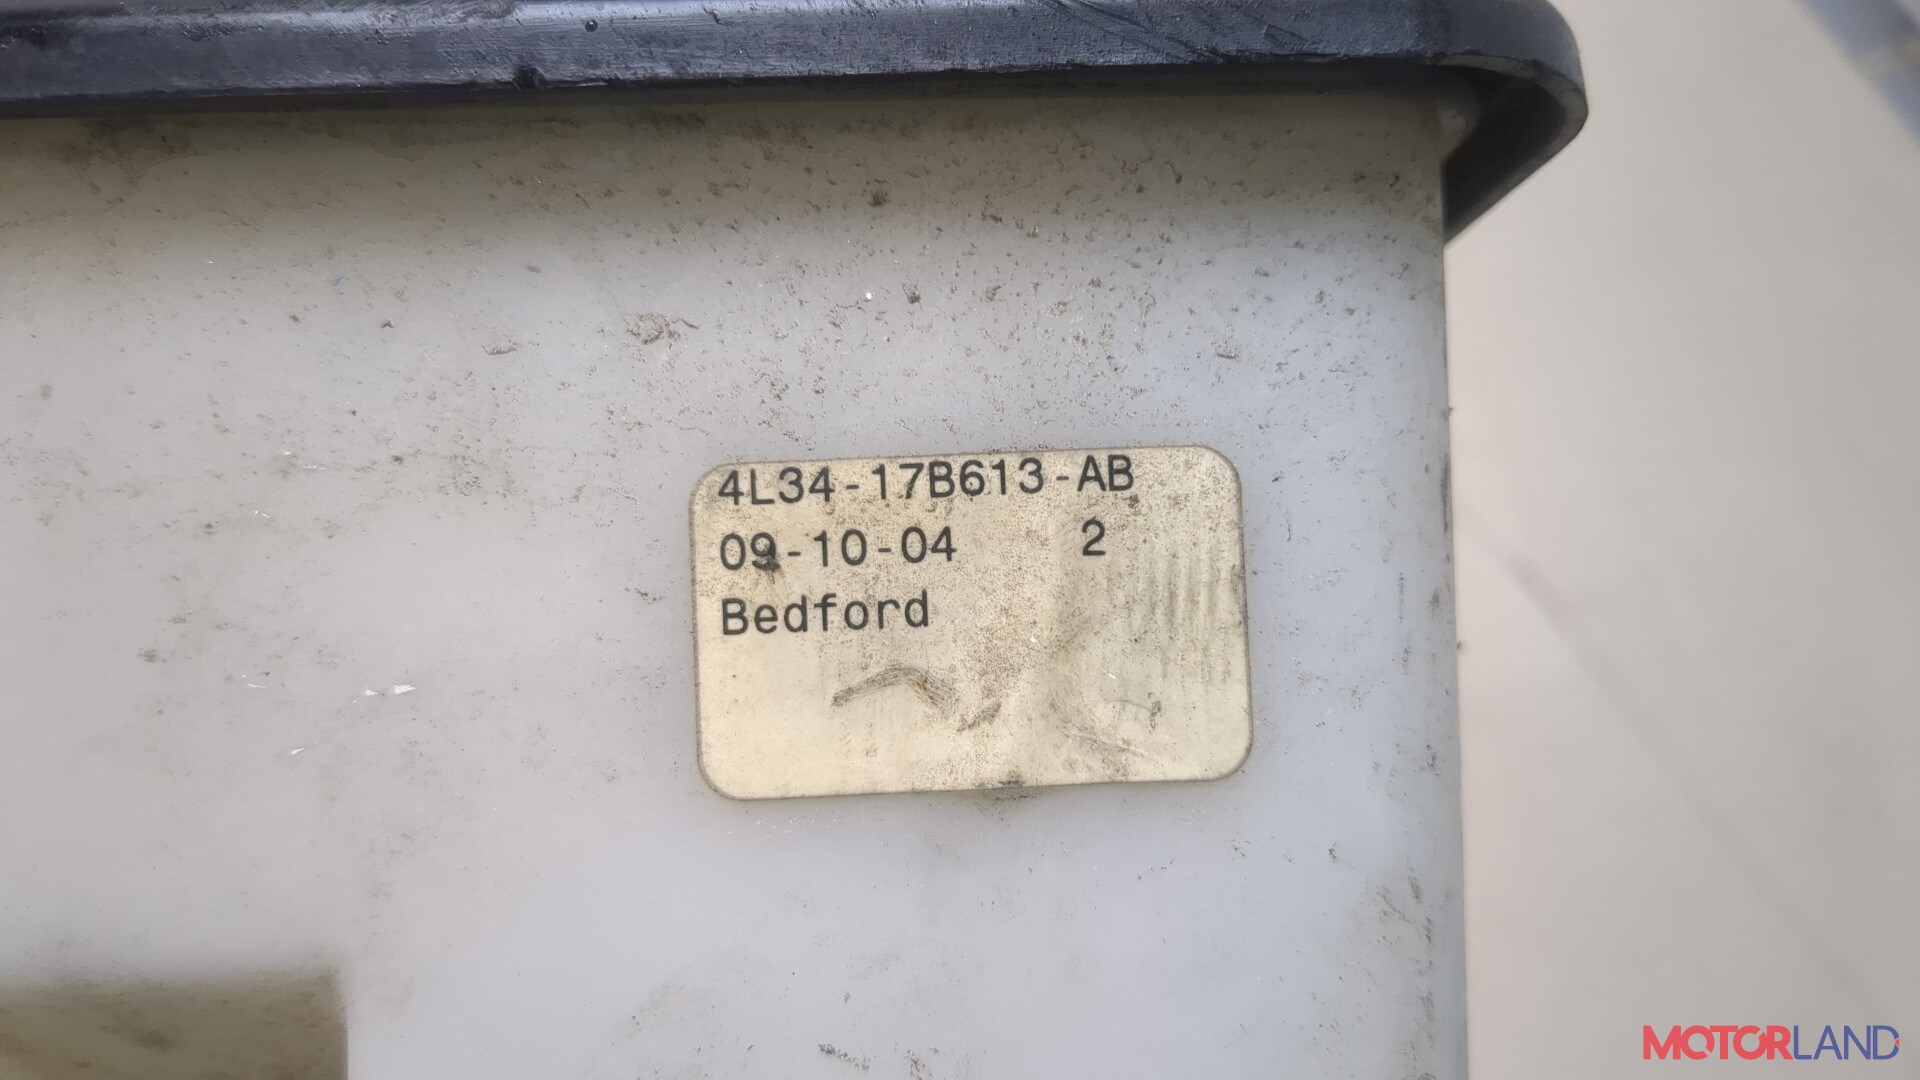 4L34-17B613-AB
09-10-04 2
Bedford
MOTORLAND